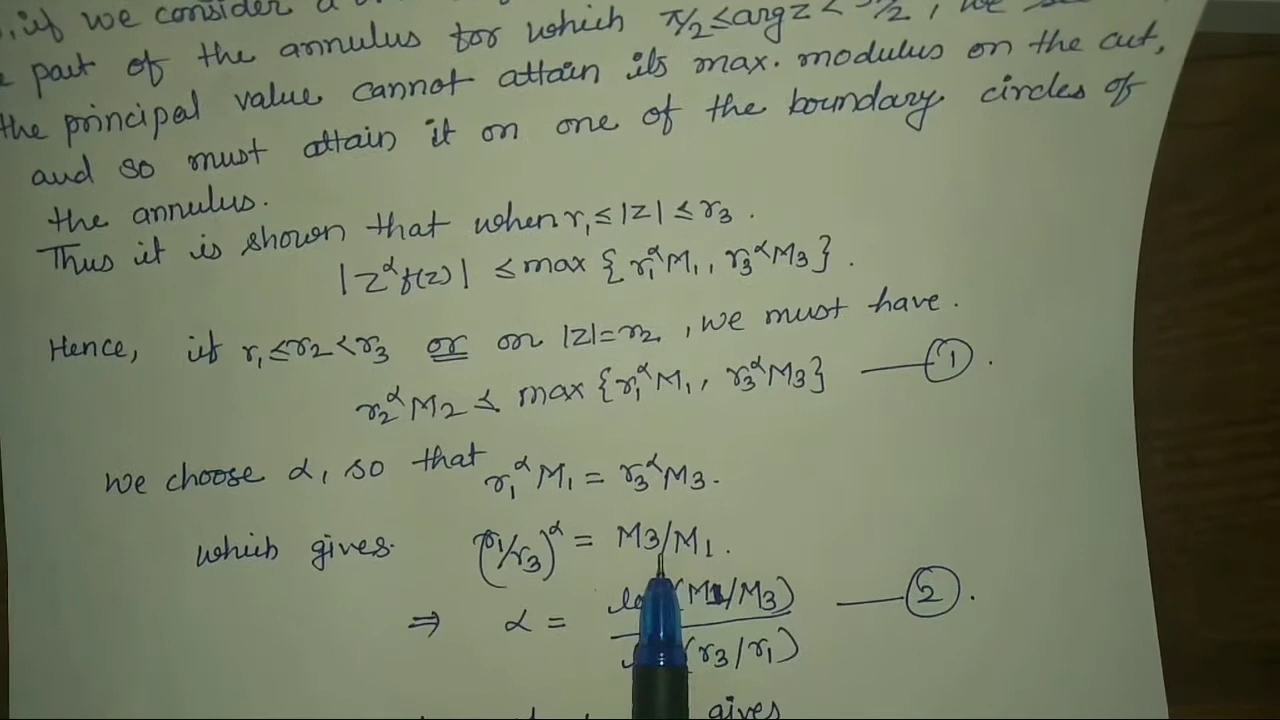 if we consider a
part of the annulus for which π/2 ≤ arg z <
the principal value cannot attain its max. modulus on the cut,
and so must attain it on one of the boundary circles of
the annulus.
Thus it is shown that when r₁ ≤ |z| ≤ r₃.
|z^α f(z)| ≤ max {r₁^α M₁, r₃^α M₃}.
Hence, if r₁ ≤ r₂ < r₃ or on |z| = r₂, we must have.
r₂^α M₂ ≤ max {r₁^α M₁, r₃^α M₃} —— ①.
We choose α, so that r₁^α M₁ = r₃^α M₃.
which gives. (r₁/r₃)^α = M₃/M₁.
⇒ α = (M₁/M₃) —— ②.
(r₃/r₁)
gives